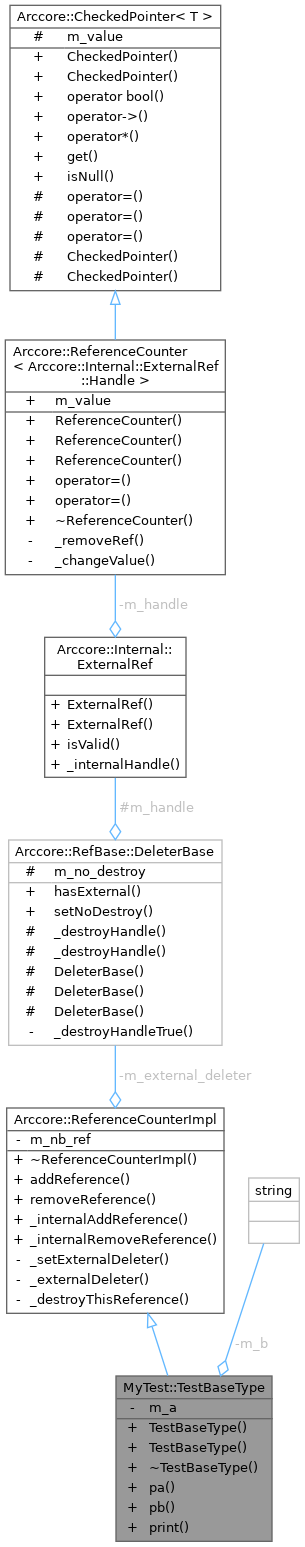 Arccore::CheckedPointer< T >
# m_value
+ CheckedPointer()
+ CheckedPointer()
+ operator bool()
+ operator->()
+ operator*()
+ get()
+ isNull()
# operator=()
# operator=()
# operator=()
# CheckedPointer()
# CheckedPointer()
Arccore::ReferenceCounter
< Arccore::Internal::ExternalRef
::Handle >
+ m_value
+ ReferenceCounter()
+ ReferenceCounter()
+ ReferenceCounter()
+ operator=()
+ operator=()
+ ~ReferenceCounter()
- _removeRef()
- _changeValue()
-m_handle
Arccore::Internal::
ExternalRef
+ ExternalRef()
+ ExternalRef()
+ isValid()
+ _internalHandle()
#m_handle
Arccore::RefBase::DeleterBase
# m_no_destroy
+ hasExternal()
+ setNoDestroy()
# _destroyHandle()
# _destroyHandle()
# DeleterBase()
# DeleterBase()
# DeleterBase()
- _destroyHandleTrue()
-m_external_deleter
Arccore::ReferenceCounterImpl
- m_nb_ref
+ ~ReferenceCounterImpl()
+ addReference()
+ removeReference()
+ _internalAddReference()
+ _internalRemoveReference()
- _setExternalDeleter()
- _externalDeleter()
- _destroyThisReference()
string
-m_b
MyTest::TestBaseType
- m_a
+ TestBaseType()
+ TestBaseType()
+ ~TestBaseType()
+ pa()
+ pb()
+ print()